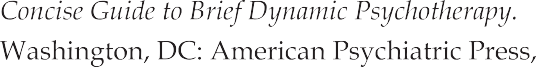 Concise Guide to Brief Dynamic Psychotherapy.
Washington, DC: American Psychiatric Press,